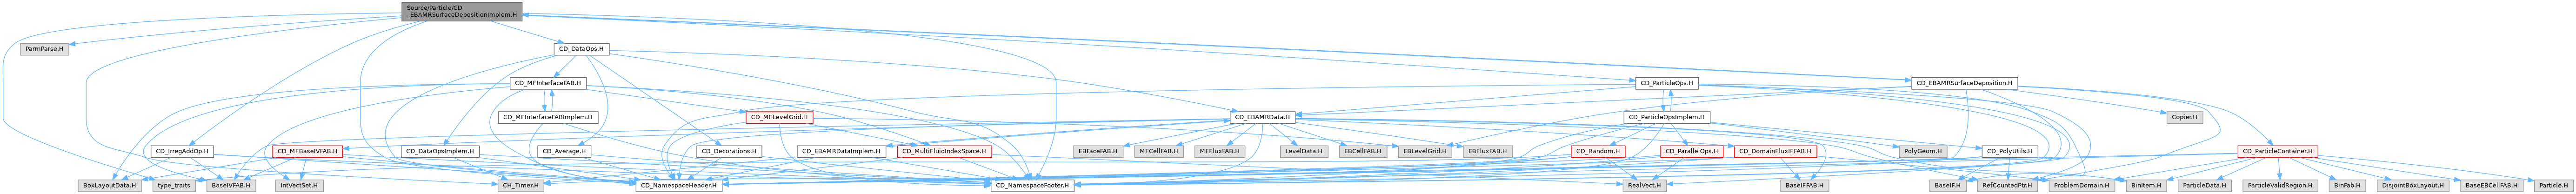 Source/Particle/CD
_EBAMRSurfaceDepositionImplem.H
ParmParse.H
CD_DataOps.H
CD_MFInterfaceFAB.H
CD_ParticleOps.H
CD_EBAMRSurfaceDeposition.H
CD_MFInterfaceFABImplem.H
CD_MFLevelGrid.H
CD_EBAMRData.H
CD_ParticleOpsImplem.H
Copier.H
CD_IrregAddOp.H
CD_MFBaseIVFAB.H
CD_DataOpsImplem.H
CD_Average.H
CD_Decorations.H
CD_EBAMRDataImplem.H
CD_MultiFluidIndexSpace.H
EBFaceFAB.H
MFCellFAB.H
MFFluxFAB.H
LevelData.H
EBCellFAB.H
EBLevelGrid.H
EBFluxFAB.H
CD_Random.H
CD_ParallelOps.H
CD_DomainFluxIFFAB.H
PolyGeom.H
CD_PolyUtils.H
CD_ParticleContainer.H
BoxLayoutData.H
type_traits
BaseIVFAB.H
IntVectSet.H
CH_Timer.H
CD_NamespaceHeader.H
CD_NamespaceFooter.H
RealVect.H
BaseIFFAB.H
BaseIF.H
RefCountedPtr.H
ProblemDomain.H
BinItem.H
ParticleData.H
ParticleValidRegion.H
BinFab.H
DisjointBoxLayout.H
BaseEBCellFAB.H
Particle.H